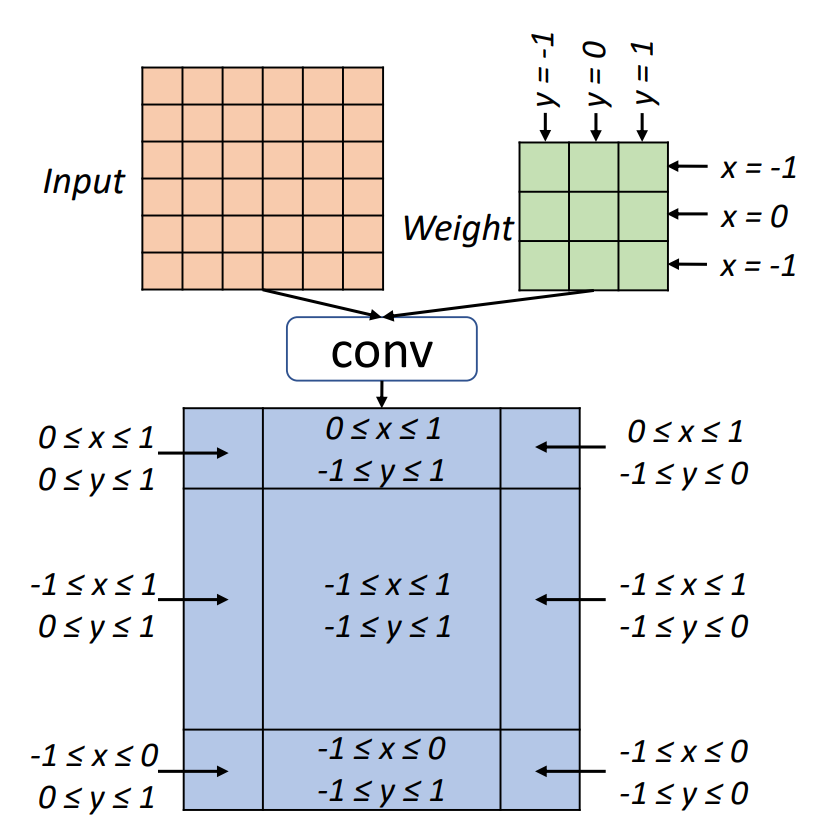 y = -1
y = 0
y = 1
Input
Weight
x = -1
x = 0
x = -1
conv
0 ≤ x ≤ 1
0 ≤ y ≤ 1
0 ≤ x ≤ 1
-1 ≤ y ≤ 1
0 ≤ x ≤ 1
-1 ≤ y ≤ 0
-1 ≤ x ≤ 1
0 ≤ y ≤ 1
-1 ≤ x ≤ 1
-1 ≤ y ≤ 1
-1 ≤ x ≤ 1
-1 ≤ y ≤ 0
-1 ≤ x ≤ 0
0 ≤ y ≤ 1
-1 ≤ x ≤ 0
-1 ≤ y ≤ 1
-1 ≤ x ≤ 0
-1 ≤ y ≤ 0